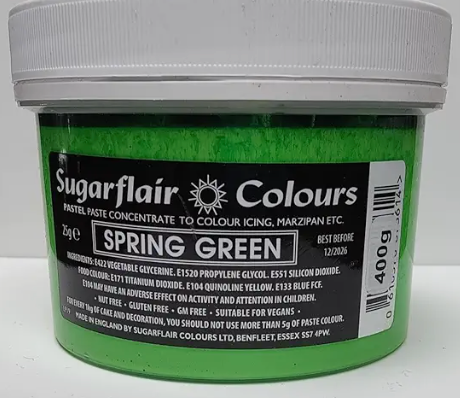 Sugarflair Colours
PASTEL PASTE CONCENTRATE TO COLOUR ICING, MARZIPAN ETC.
25g e
SPRING GREEN
BEST BEFORE
12/2026
400g
INGREDIENTS: E422 VEGETABLE GLYCERINE. E1520 PROPYLENE GLYCOL. E551 SILICON DIOXIDE.
FOOD COLOUR: E171 TITANIUM DIOXIDE. E104 QUINOLINE YELLOW. E133 BLUE FCF.
E104 MAY HAVE AN ADVERSE EFFECT ON ACTIVITY AND ATTENTION IN CHILDREN.
• NUT FREE • GLUTEN FREE • GM FREE • SUITABLE FOR VEGANS •
FOR EVERY 1kg OF CAKE AND DECORATION, YOU SHOULD NOT USE MORE THAN 5g OF PASTE COLOUR.
MADE IN ENGLAND BY SUGARFLAIR COLOURS LTD, BENFLEET, ESSEX SS7 4PW.